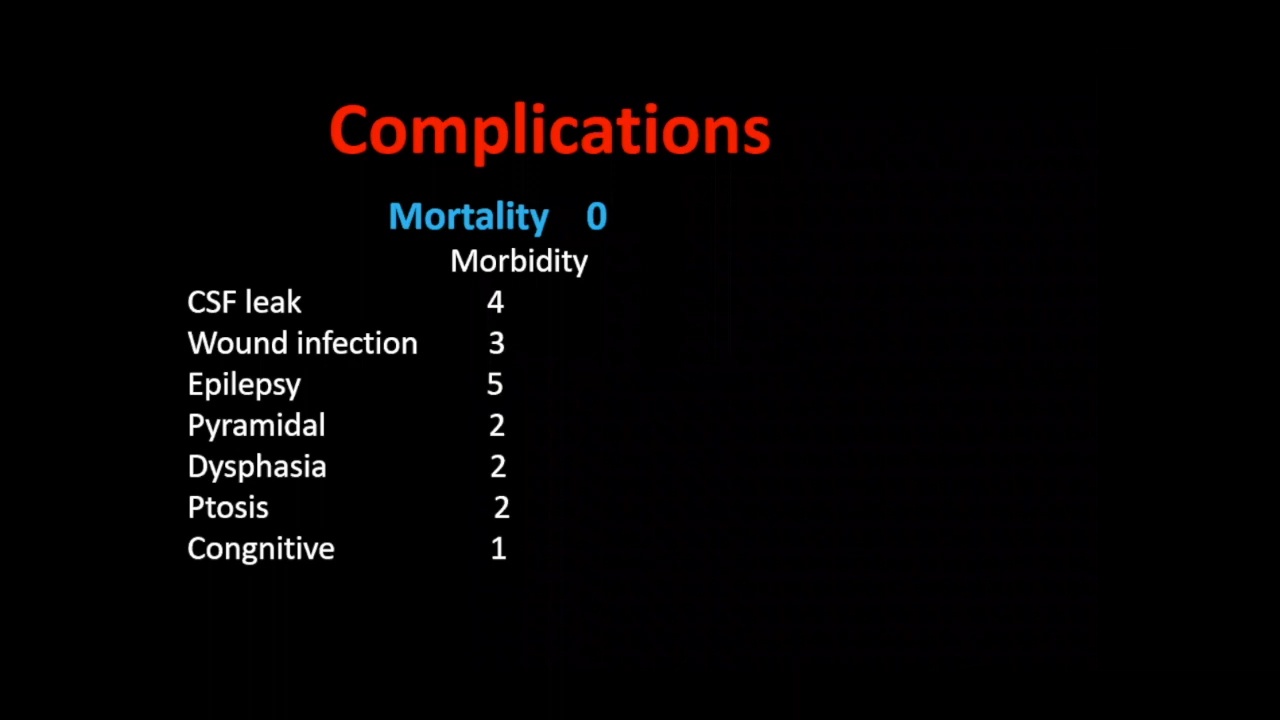 Complications
Mortality 0
Morbidity
CSF leak 4
Wound infection 3
Epilepsy 5
Pyramidal 2
Dysphasia 2
Ptosis 2
Congnitive 1